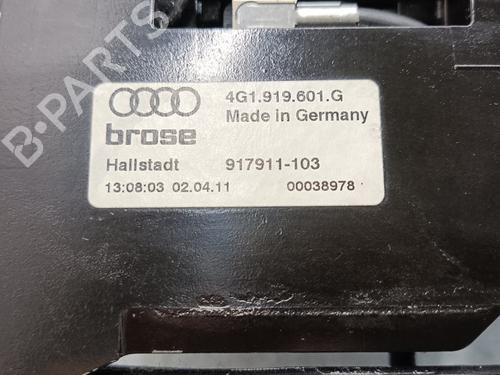 B-PARTS
4G1.919.601.G
Made in Germany
brose
Hallstadt 917911-103
13:08:03 02.04.11 00038978